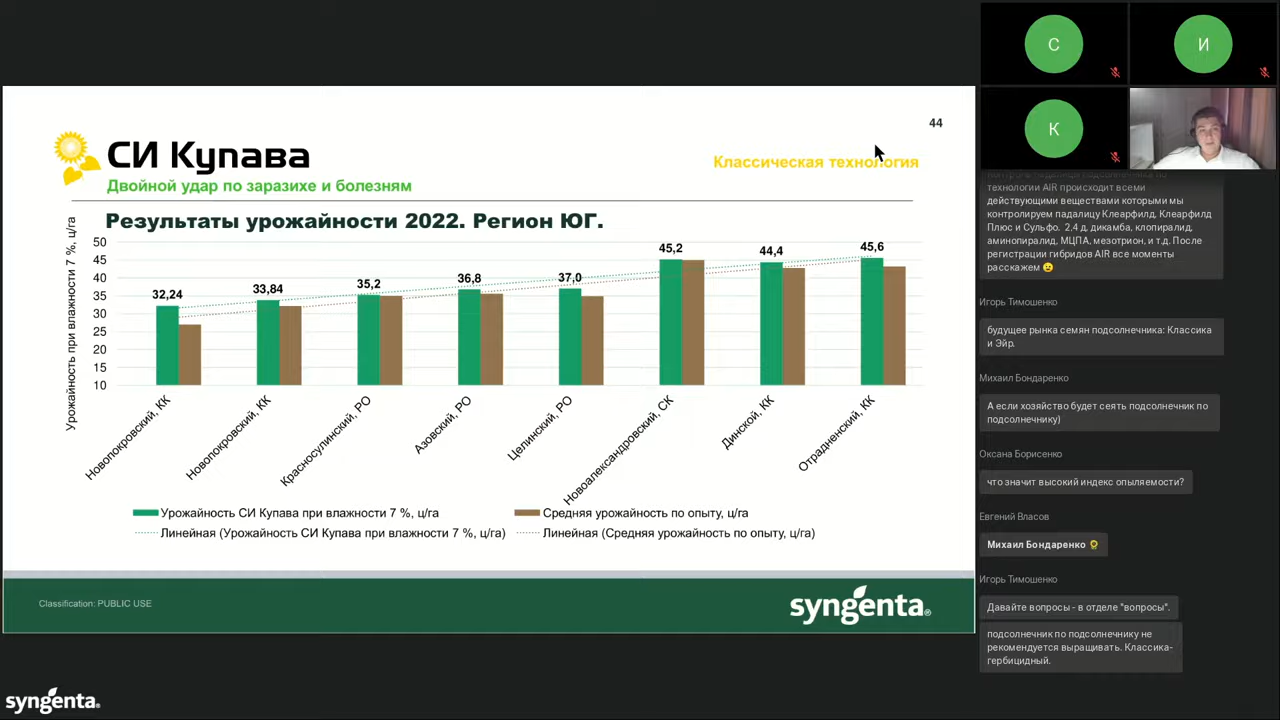 44
СИ Купава
Двойной удар по заразихе и болезням
Классическая технология
Результаты урожайности 2022. Регион ЮГ.
Урожайность при влажности 7 %, ц/га
50
45
40
35
30
25
20
15
10
32,24
33,84
35,2
36,8
37,0
45,2
44,4
45,6
Новопокровский, КК
Новопокровский, КК
Красносулинский, РО
Азовский, РО
Целинский, РО
Новоалександровский, СК
Динской, КК
Отрадненский, КК
Урожайность СИ Купава при влажности 7 %, ц/га
Средняя урожайность по опыту, ц/га
Линейная (Урожайность СИ Купава при влажности 7 %, ц/га)
Линейная (Средняя урожайность по опыту, ц/га)
Classification: PUBLIC USE
syngenta®
syngenta®
С
И
К
технологии AIR происходит всеми
действующими веществами которыми мы
контролируем падалицу Клеарфилд, Клеарфилд
Плюс и Сульфо. 2,4 д, дикамба, клопиралид,
аминопиралид, МЦПА, мезотрион, и т.д. После
регистрации гибридов AIR все моменты
расскажем 😉
Игорь Тимошенко
будущее рынка семян подсолнечника: Классика
и Эйр.
Михаил Бондаренко
А если хозяйство будет сеять подсолнечник по
подсолнечнику)
Оксана Борисенко
что значит высокий индекс опыляемости?
Евгений Власов
Михаил Бондаренко 🌻
Игорь Тимошенко
Давайте вопросы - в отделе "вопросы".
подсолнечник по подсолнечнику не
рекомендуется выращивать. Классика-
гербицидный.